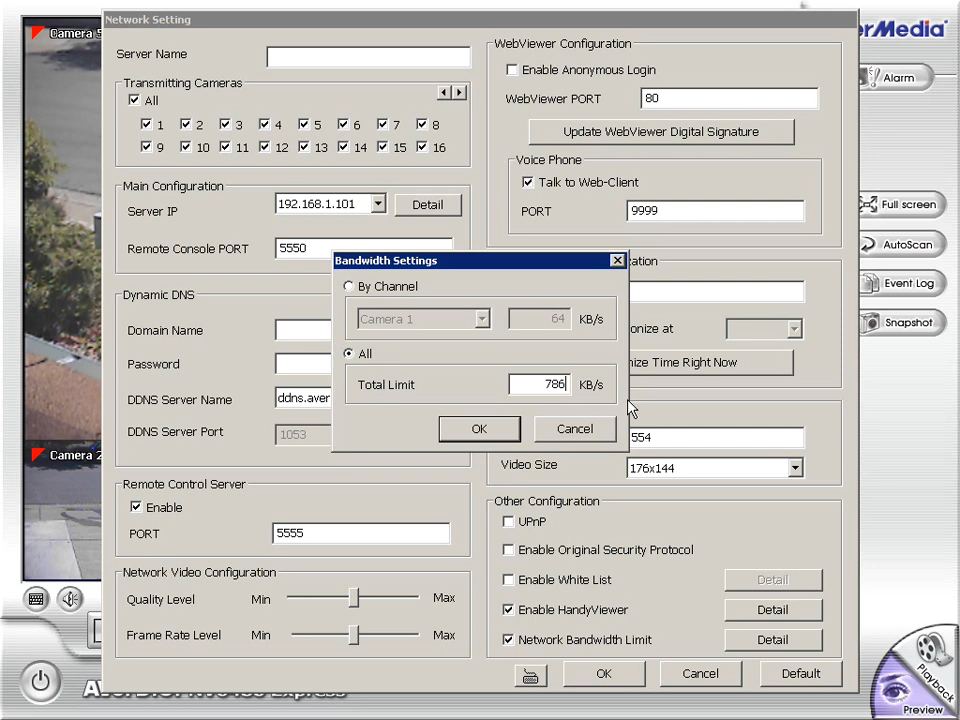 Network Setting
Camera 5
Server Name
Transmitting Cameras
All
1 2 3 4 5 6 7 8
9 10 11 12 13 14 15 16
Main Configuration
Server IP
192.168.1.101
Detail
Remote Console PORT
5550
Dynamic DNS
Domain Name
Password
DDNS Server Name
ddns.aver
DDNS Server Port
1053
Camera 2
Remote Control Server
Enable
PORT
5555
Network Video Configuration
Quality Level
Min
Max
Frame Rate Level
Min
Max
WebViewer Configuration
Enable Anonymous Login
WebViewer PORT
80
Update WebViewer Digital Signature
Voice Phone
Talk to Web-Client
PORT
9999
Bandwidth Settings
By Channel
Camera 1
64
KB/s
All
Total Limit
786
KB/s
OK
Cancel
ization
onize at
nize Time Right Now
554
Video Size
176x144
Other Configuration
UPnP
Enable Original Security Protocol
Enable White List
Detail
Enable HandyViewer
Detail
Network Bandwidth Limit
Detail
OK
Cancel
Default
erMedia
Alarm
Full screen
AutoScan
Event Log
Snapshot
Playback
Preview